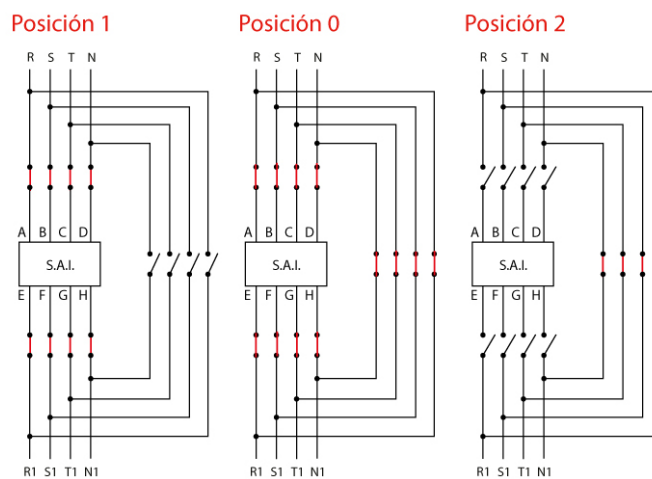 Posición 1 Posición 0 Posición 2
R S T N R S T N R S T N
A B C D A B C D A B C D
S.A.I. S.A.I. S.A.I.
E F G H E F G H E F G H
R1 S1 T1 N1 R1 S1 T1 N1 R1 S1 T1 N1